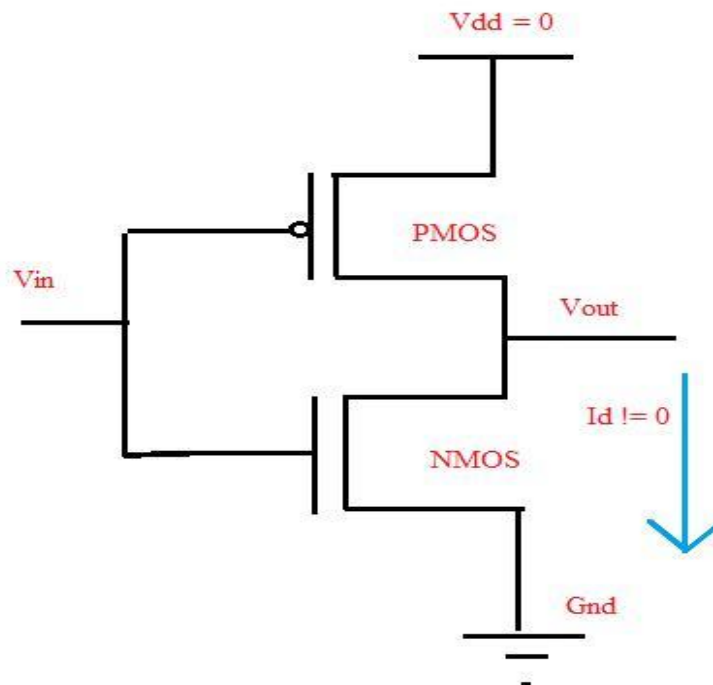 Vdd = 0
PMOS
Vin
Vout
Id != 0
NMOS
Gnd